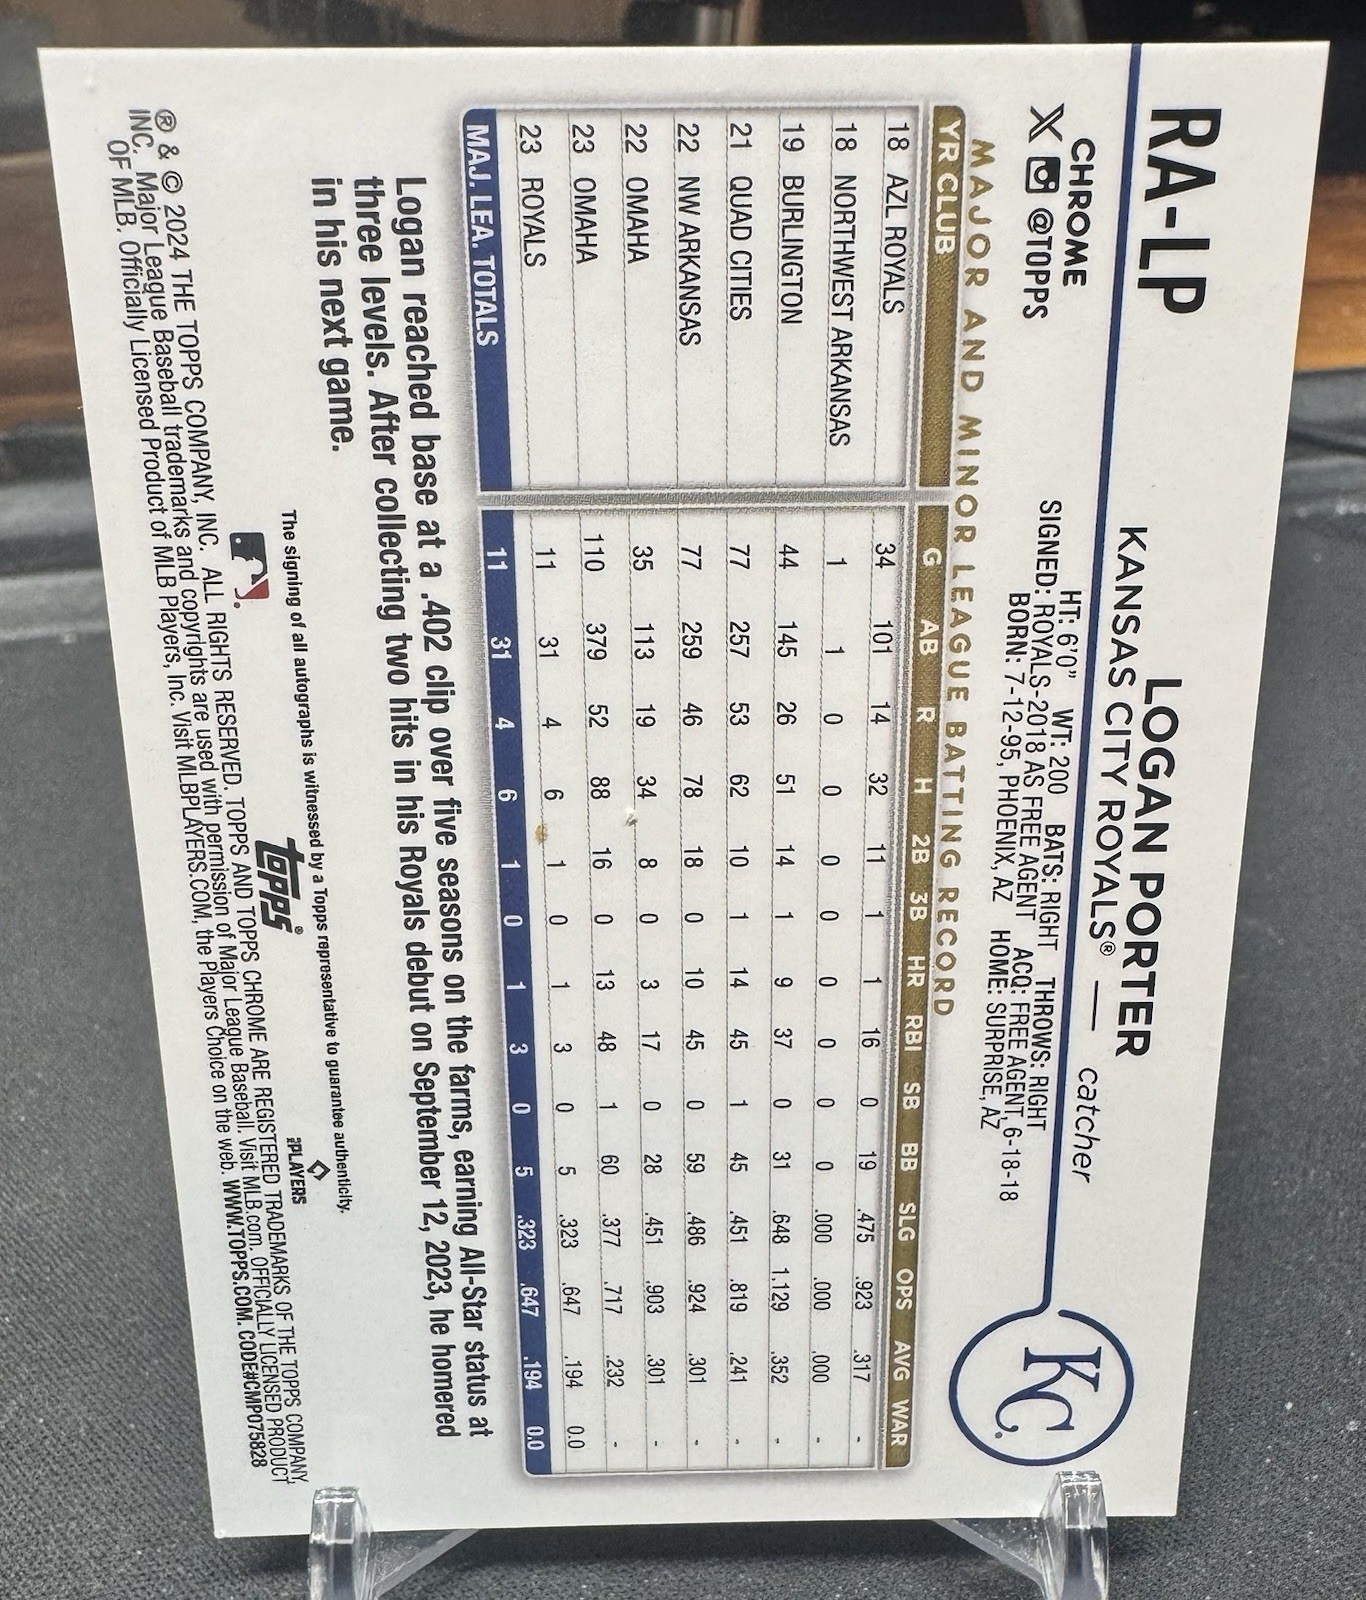 RA-LP
LOGAN PORTER
KANSAS CITY ROYALS® — catcher
CHROME
X @TOPPS
HT: 6'0" WT: 200 BATS: RIGHT THROWS: RIGHT
SIGNED: ROYALS-2018 AS FREE AGENT ACQ: FREE AGENT, 6-18-18
BORN: 7-12-95, PHOENIX, AZ HOME: SURPRISE, AZ
KC
MAJOR AND MINOR LEAGUE BATTING RECORD
YR CLUB G AB R H 2B 3B HR RBI SB BB SLG OPS AVG WAR
18 AZL ROYALS 34 101 14 32 11 1 1 16 0 19 .475 .923 .317 -
18 NORTHWEST ARKANSAS 1 1 0 0 0 0 0 0 0 0 .000 .000 .000 -
19 BURLINGTON 44 145 26 51 14 1 9 37 0 31 .648 1.129 .352 -
21 QUAD CITIES 77 257 53 62 10 1 14 45 1 45 .451 .819 .241 -
22 NW ARKANSAS 77 259 46 78 18 0 10 45 0 59 .486 .924 .301 -
22 OMAHA 35 113 19 34 8 0 3 17 0 28 .451 .903 .301 -
23 OMAHA 110 379 52 88 16 0 13 48 1 60 .377 .717 .232 -
23 ROYALS 11 31 4 6 1 0 1 3 0 5 .323 .647 .194 0.0
MAJ. LEA. TOTALS 11 31 4 6 1 0 1 3 0 5 .323 .647 .194 0.0
Logan reached base at a .402 clip over five seasons on the farms, earning All-Star status at
three levels. After collecting two hits in his Royals debut on September 12, 2023, he homered
in his next game.
The signing of all autographs is witnessed by a Topps representative to guarantee authenticity.
topps®
PLAYERS
® & © 2024 THE TOPPS COMPANY, INC. ALL RIGHTS RESERVED. TOPPS AND TOPPS CHROME ARE REGISTERED TRADEMARKS OF THE TOPPS COMPANY,
INC. Major League Baseball trademarks and copyrights are used with permission of Major League Baseball. Visit MLB.com. OFFICIALLY LICENSED PRODUCT
OF MLB. Officially Licensed Product of MLB Players, Inc. Visit MLBPLAYERS.COM, the Players Choice on the web. WWW.TOPPS.COM. CODE#CMP075828